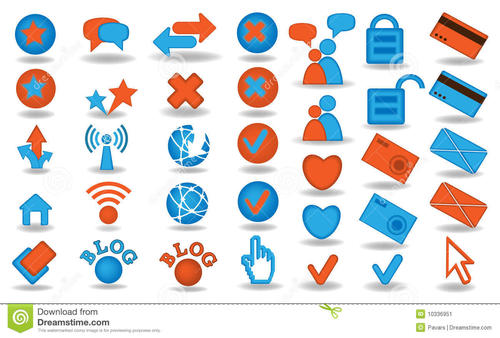 BLOG
BLOG
Download from
Dreamstime.com
This watermarked comp image is for previewing purposes only.
10336951
© Pavars | Dreamstime.com